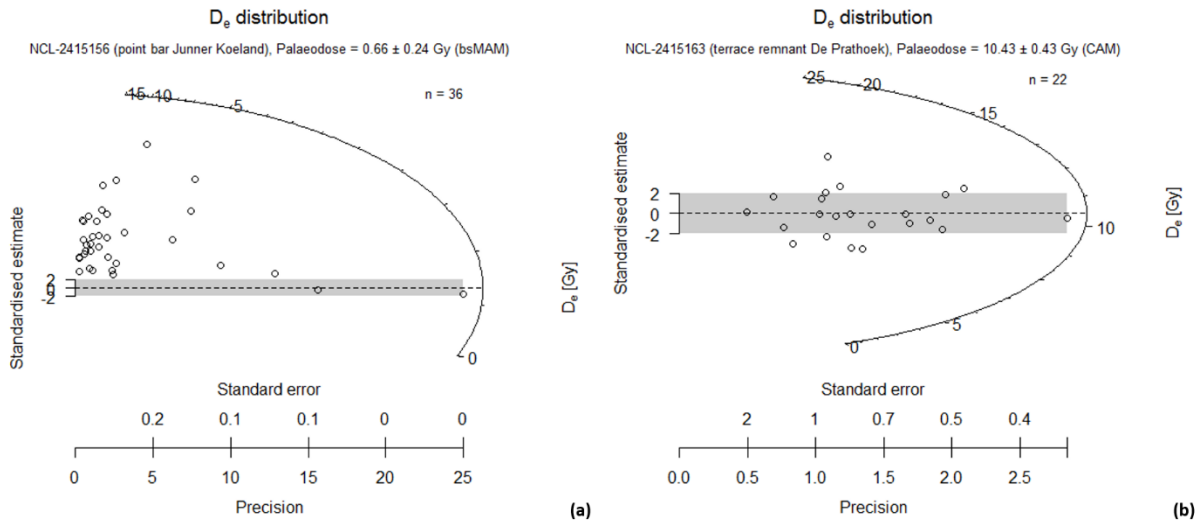 De distribution
NCL-2415156 (point bar Junner Koeland), Palaeodose = 0.66 ± 0.24 Gy (bsMAM)
n = 36
15 10 5 0
De [Gy]
Standardised estimate
2
0
-2
Standard error
0.2 0.1 0.1 0 0
0 5 10 15 20 25
Precision
(a)
De distribution
NCL-2415163 (terrace remnant De Prathoek), Palaeodose = 10.43 ± 0.43 Gy (CAM)
n = 22
25 20 15 10 5 0
De [Gy]
Standardised estimate
2
0
-2
Standard error
2 1 0.7 0.5 0.4
0.0 0.5 1.0 1.5 2.0 2.5
Precision
(b)